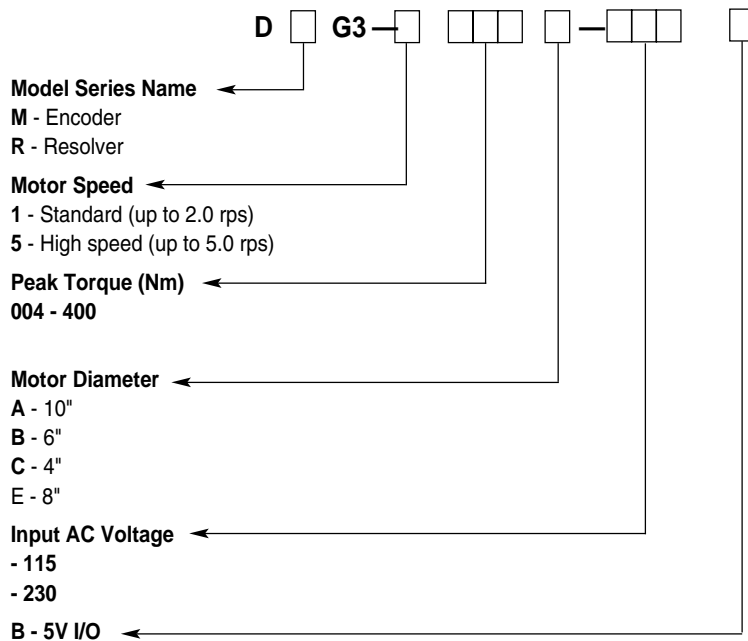 D G3 — —
Model Series Name
M - Encoder
R - Resolver
Motor Speed
1 - Standard (up to 2.0 rps)
5 - High speed (up to 5.0 rps)
Peak Torque (Nm)
004 - 400
Motor Diameter
A - 10"
B - 6"
C - 4"
E - 8"
Input AC Voltage
- 115
- 230
B - 5V I/O